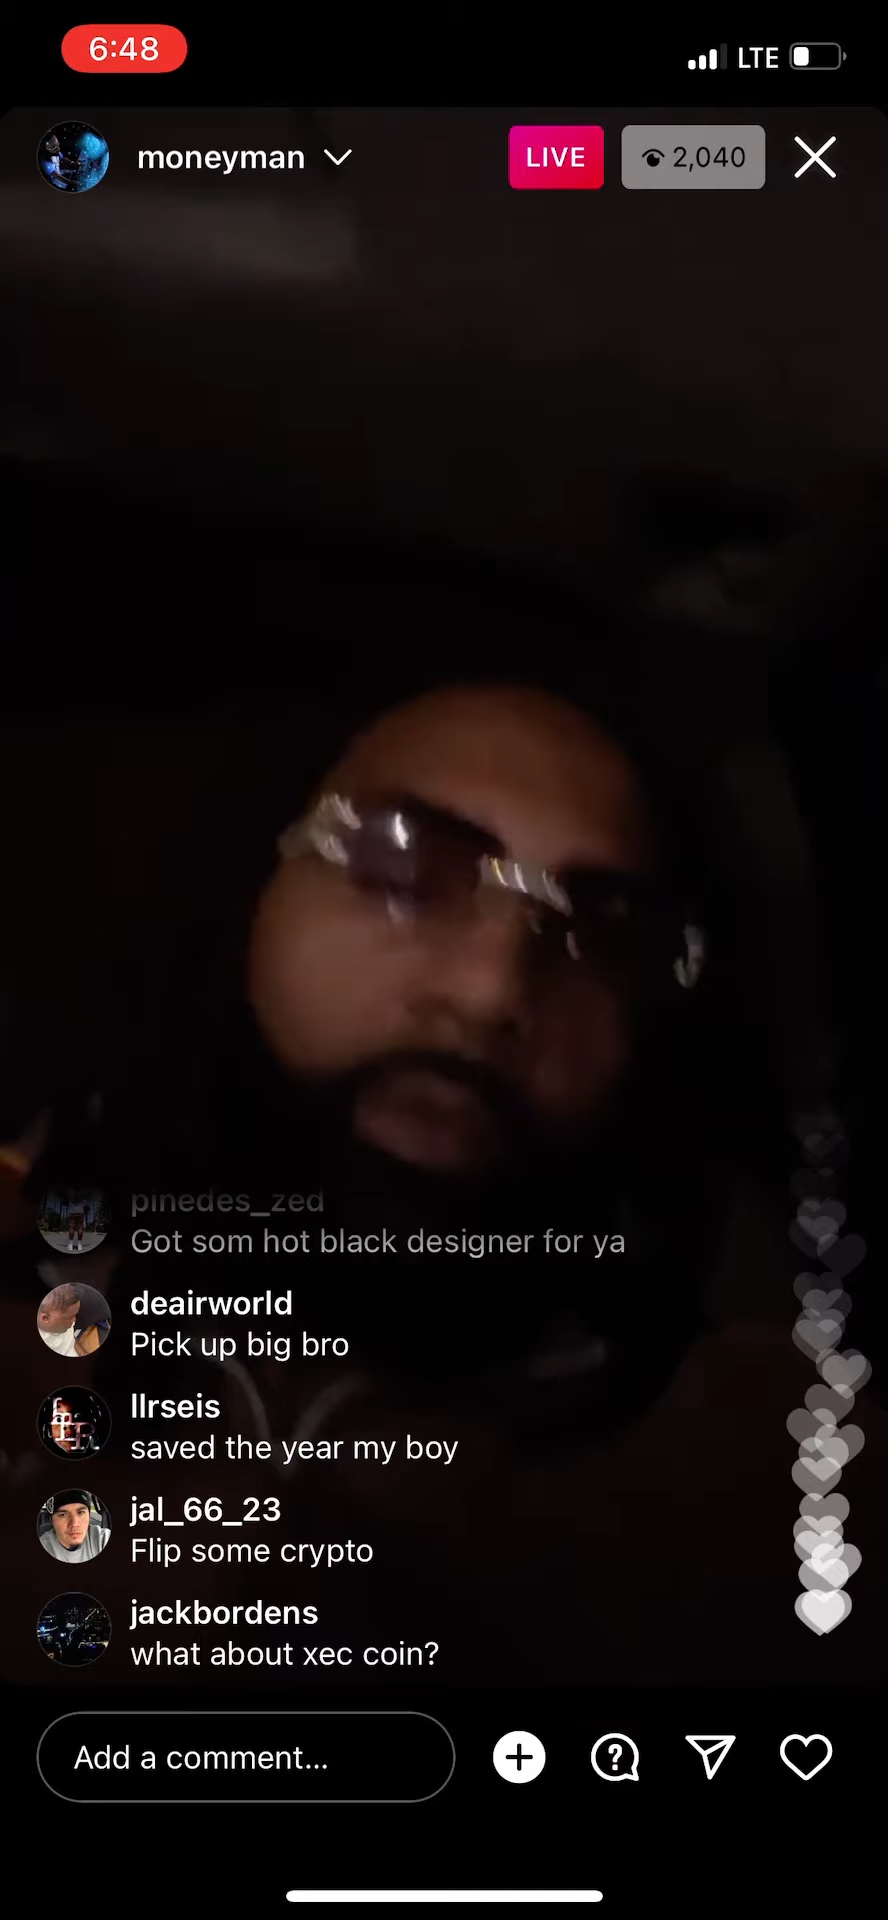 6:48
LTE
moneyman
LIVE
2,040
pinedes_zed
Got som hot black designer for ya
deairworld
Pick up big bro
llrseis
saved the year my boy
jal_66_23
Flip some crypto
jackbordens
what about xec coin?
Add a comment...